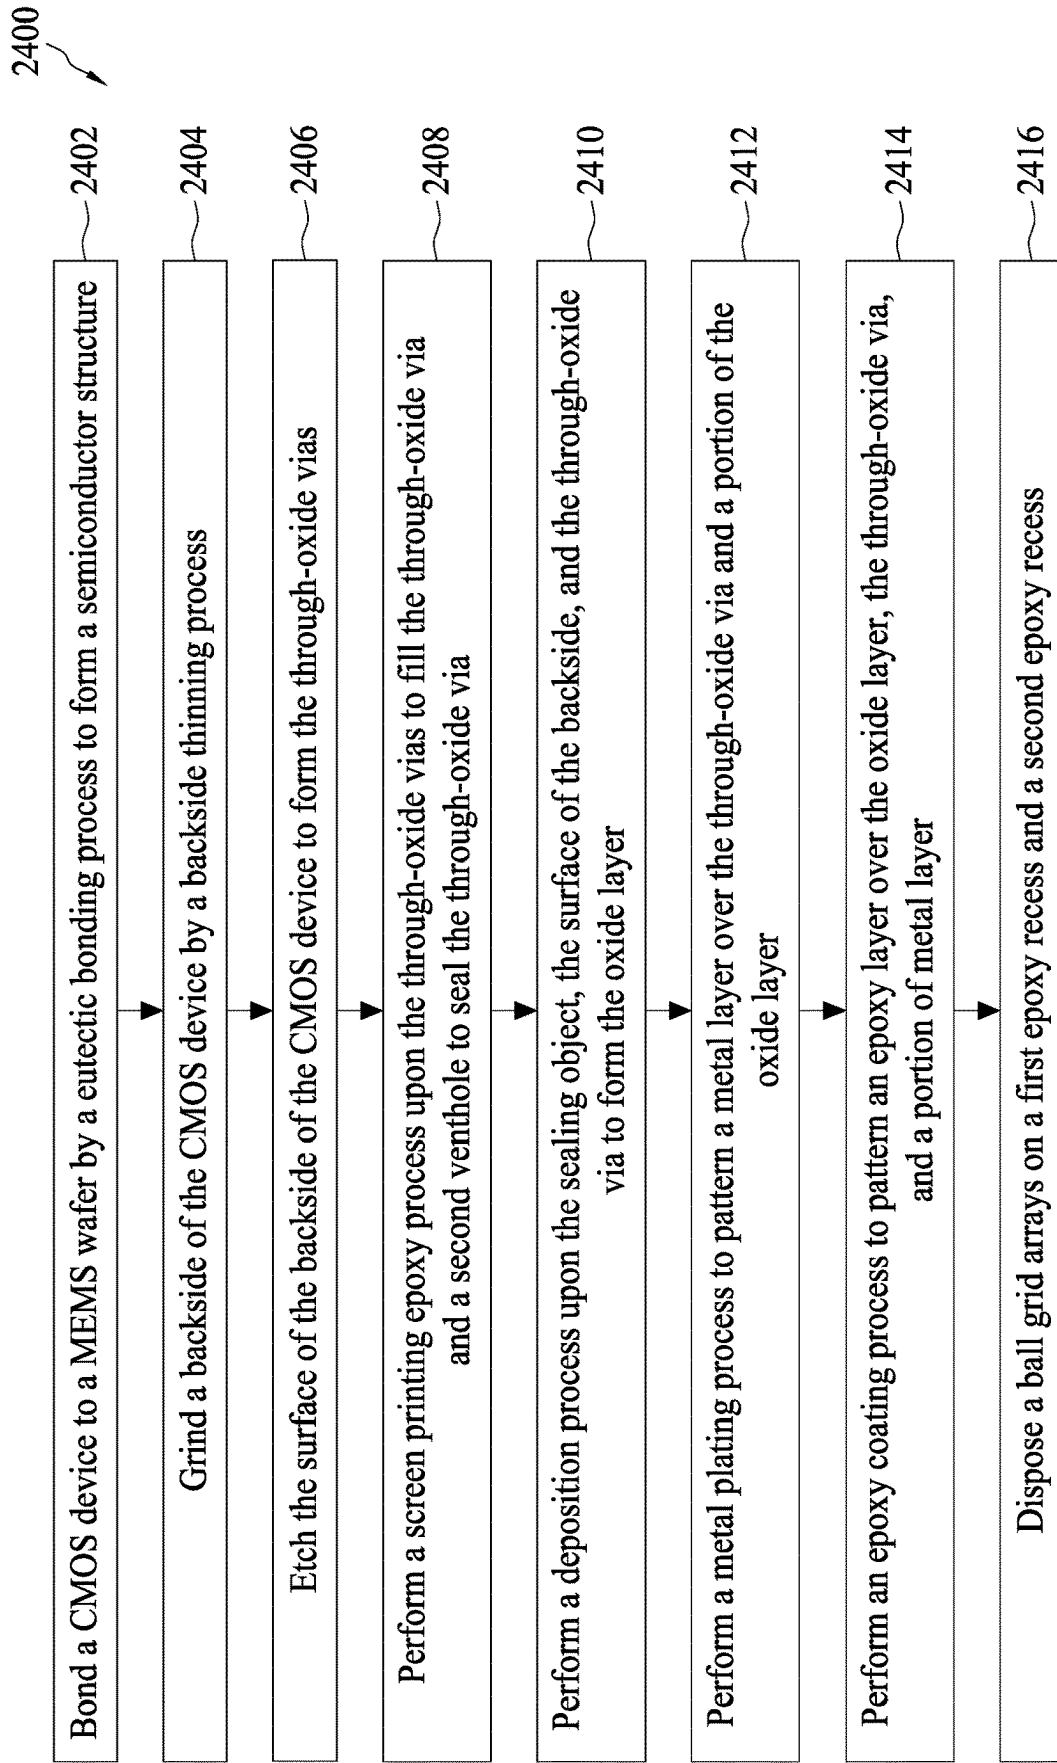 2400
Bond a CMOS device to a MEMS wafer by a eutectic bonding process to form a semiconductor structure
2402
Grind a backside of the CMOS device by a backside thinning process
2404
Etch the surface of the backside of the CMOS device to form the through-oxide vias
2406
Perform a screen printing epoxy process upon the through-oxide vias to fill the through-oxide via
and a second venthole to seal the through-oxide via
2408
Perform a deposition process upon the sealing object, the surface of the backside, and the through-oxide
via to form the oxide layer
2410
Perform a metal plating process to pattern a metal layer over the through-oxide via and a portion of the
oxide layer
2412
Perform an epoxy coating process to pattern an epoxy layer over the oxide layer, the through-oxide via,
and a portion of metal layer
2414
Dispose a ball grid arrays on a first epoxy recess and a second epoxy recess
2416